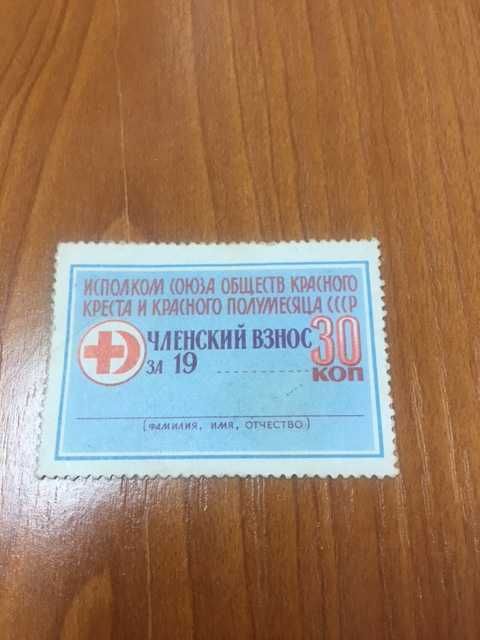 ИСПОЛКОМ СОЮЗА ОБЩЕСТВ КРАСНОГО
КРЕСТА И КРАСНОГО ПОЛУМЕСЯЦА СССР
ЧЛЕНСКИЙ ВЗНОС 30
ЗА 19 КОП
(ФАМИЛИЯ, ИМЯ, ОТЧЕСТВО)